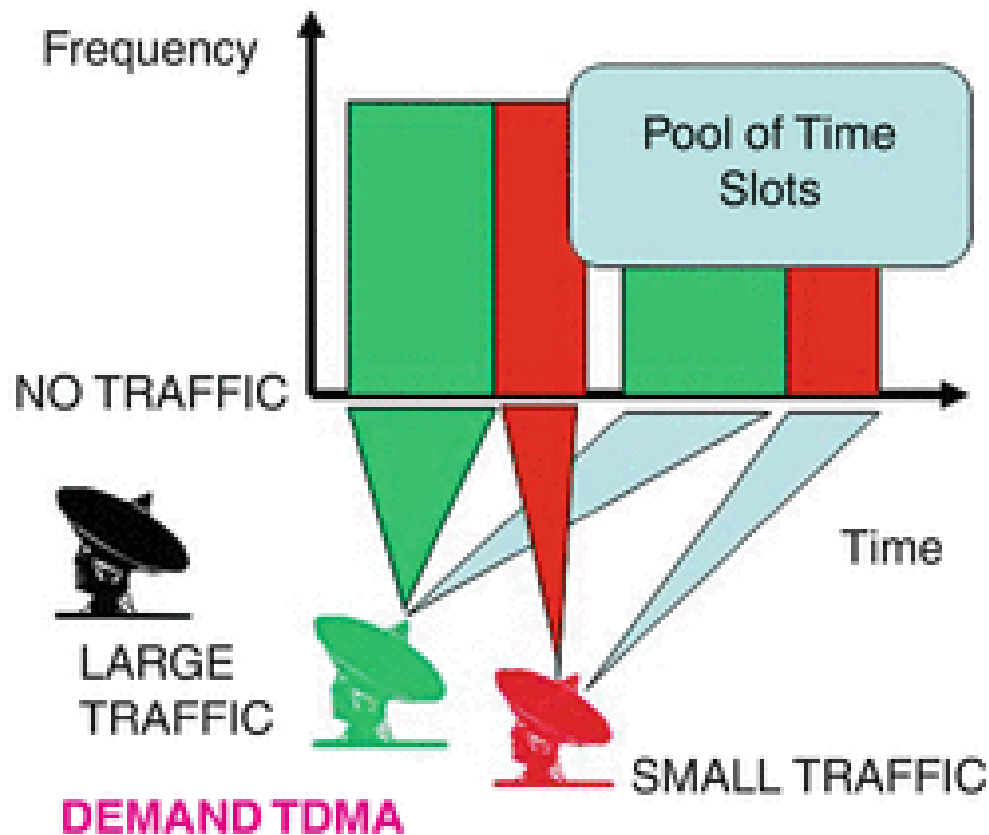 Frequency
Pool of Time
Slots
NO TRAFFIC
Time
LARGE
TRAFFIC
SMALL TRAFFIC
DEMAND TDMA